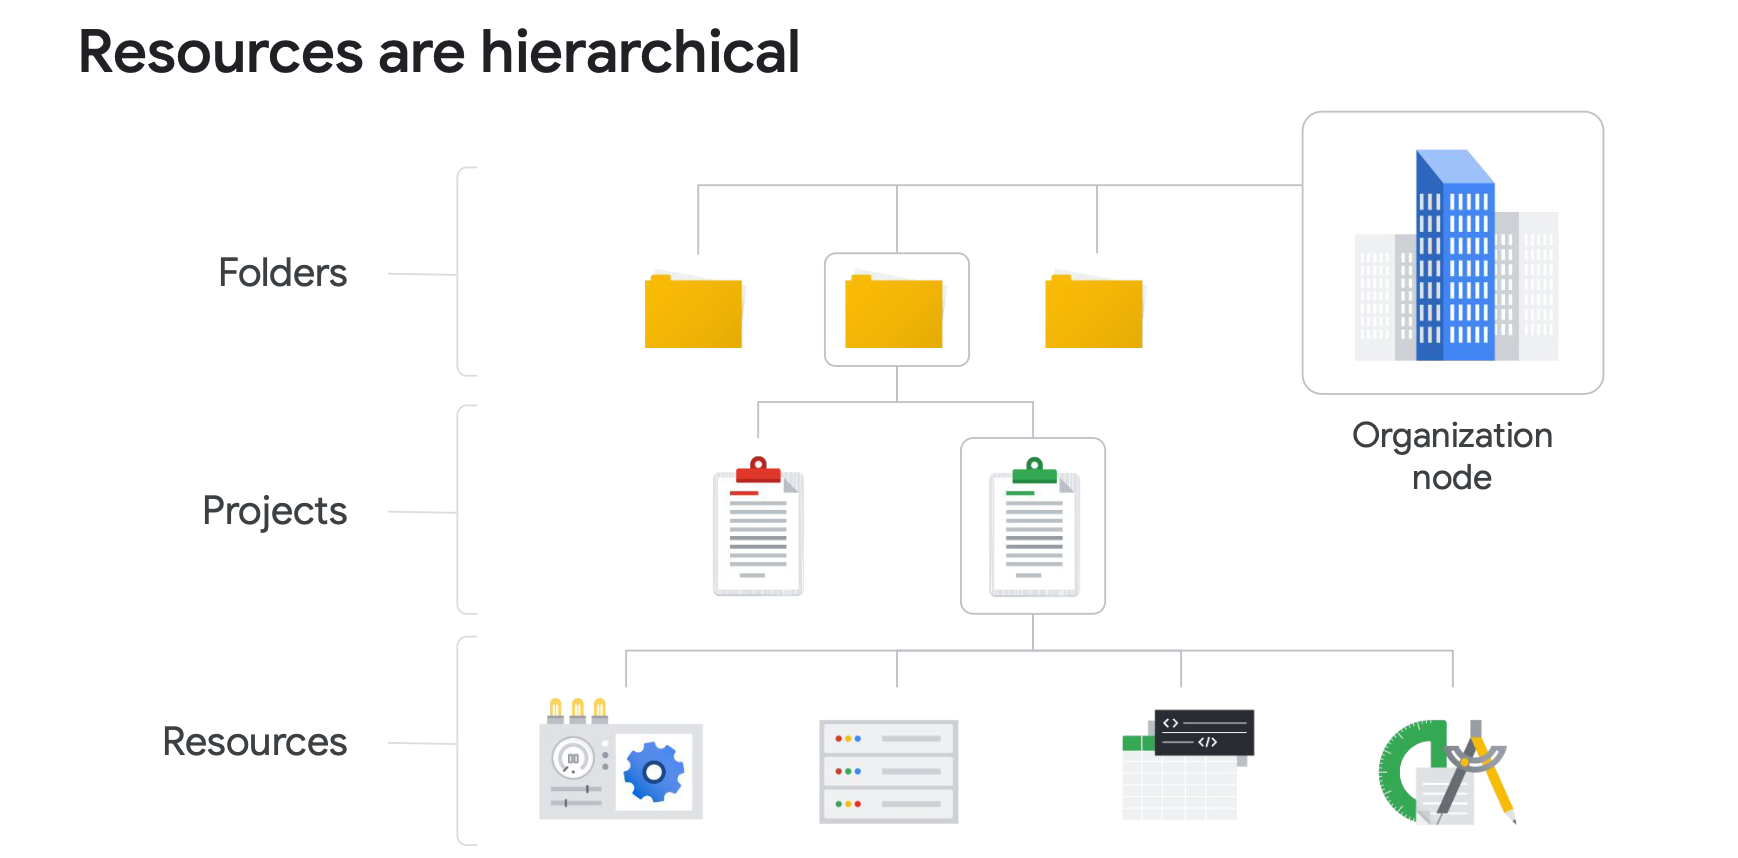 Resources are hierarchical
Folders
Organization
node
Projects
Resources
<>
</>